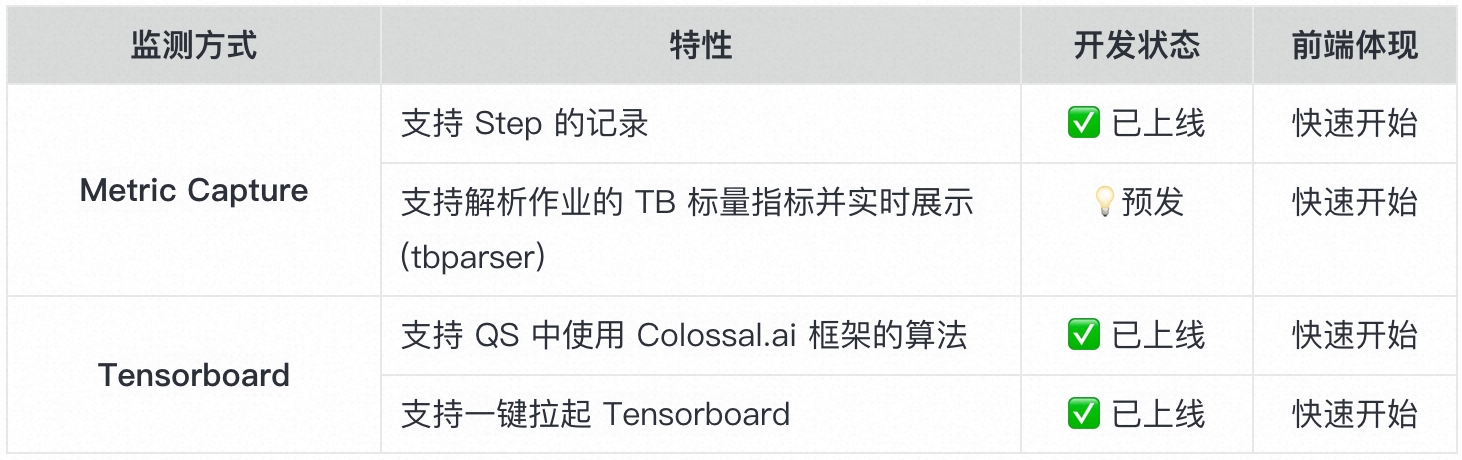 监测方式 特性 开发状态 前端体现
Metric Capture
支持 Step 的记录 ✅ 已上线 快速开始
支持解析作业的 TB 标量指标并实时展示 💡预发 快速开始
(tbparser)
Tensorboard
支持 QS 中使用 Colossal.ai 框架的算法 ✅ 已上线 快速开始
支持一键拉起 Tensorboard ✅ 已上线 快速开始